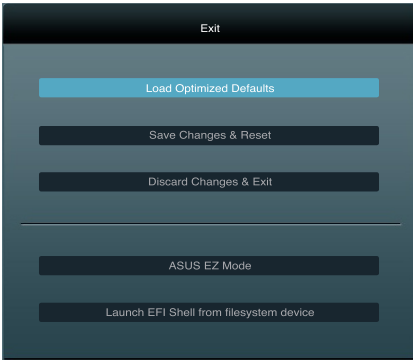 Exit
Load Optimized Defaults
Save Changes & Reset
Discard Changes & Exit
ASUS EZ Mode
Launch EFI Shell from filesystem device